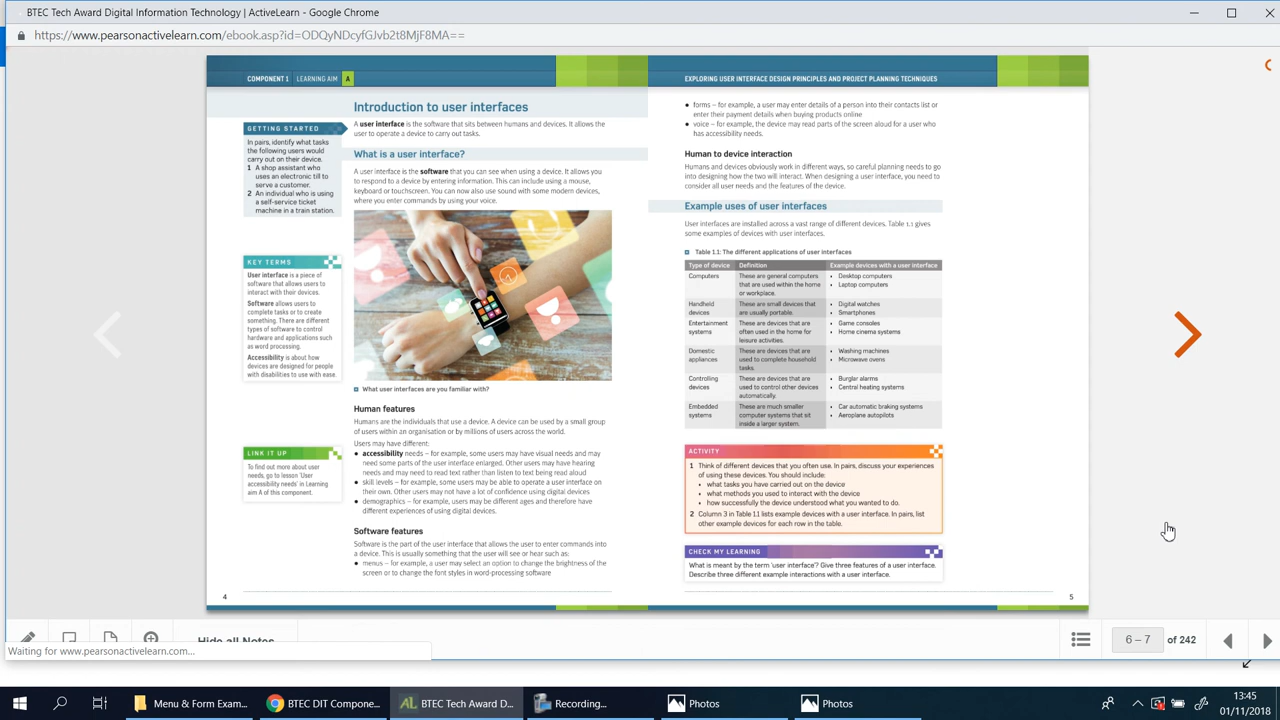 BTEC Tech Award Digital Information Technology | ActiveLearn - Google Chrome
https://www.pearsonactivelearn.com/ebook.asp?id=ODQyNDcyfGJvb2t8MjF8MA==
COMPONENT 1 LEARNING AIM A
EXPLORING USER INTERFACE DESIGN PRINCIPLES AND PROJECT PLANNING TECHNIQUES
Introduction to user interfaces
A user interface is the software that sits between humans and devices. It allows the
user to operate a device to carry out tasks.
GETTING STARTED
In pairs, identify what tasks
the following users would
carry out on their device.
1 A shop assistant who
uses an electronic till to
serve a customer.
2 An individual who is using
a self-service ticket
machine in a train station.
KEY TERMS
User interface is a piece of
software that allows users to
interact with their devices.
Software allows users to
complete tasks or to create
something. There are different
types of software to control
hardware and applications such
as word processing.
Accessibility is about how
devices are designed for people
with disabilities to use with ease.
LINK IT UP
To find out more about user
needs, go to lesson 'User
accessibility needs' in Learning
aim A of this component.
What is a user interface?
A user interface is the software that you can see when using a device. It allows you
to respond to a device by entering information. This can include using a mouse,
keyboard or touchscreen. You can now also use sound with some modern devices,
where you enter commands by using your voice.
What user interfaces are you familiar with?
Human features
Humans are the individuals that use a device. A device can be used by a small group
of users within an organisation or by millions of users across the world.
Users may have different:
• accessibility needs – for example, some users may have visual needs and may
need some parts of the user interface enlarged. Other users may have hearing
needs and may need to read text rather than listen to text being read aloud
• skill levels – for example, some users may be able to operate a user interface on
their own. Other users may not have a lot of confidence using digital devices
• demographics – for example, users may be different ages and therefore have
different experiences of using digital devices.
Software features
Software is the part of the user interface that allows the user to enter commands into
a device. This is usually something that the user will see or hear such as:
• menus – for example, a user may select an option to change the brightness of the
screen or to change the font styles in word-processing software
4
• forms – for example, a user may enter details of a person into their contacts list or
enter their payment details when buying products online
• voice – for example, the device may read parts of the screen aloud for a user who
has accessibility needs.
Human to device interaction
Humans and devices obviously work in different ways, so careful planning needs to go
into designing how the two will interact. When designing a user interface, you need to
consider all user needs and the features of the device.
Example uses of user interfaces
User interfaces are installed across a vast range of different devices. Table 1.1 gives
some examples of devices with user interfaces.
Table 1.1: The different applications of user interfaces
Type of device Definition Example devices with a user interface
Computers These are general computers • Desktop computers
that are used within the home • Laptop computers
or workplace.
Handheld These are small devices that • Digital watches
devices are usually portable. • Smartphones
Entertainment These are devices that are • Game consoles
systems often used in the home for • Home cinema systems
leisure activities.
Domestic These are devices that are • Washing machines
appliances used to complete household • Microwave ovens
tasks.
Controlling These are devices that are • Burglar alarms
devices used to control other devices • Central heating systems
automatically.
Embedded These are much smaller • Car automatic braking systems
systems computer systems that sit • Aeroplane autopilots
inside a larger system.
ACTIVITY
1 Think of different devices that you often use. In pairs, discuss your experiences
of using these devices. You should include:
• what tasks you have carried out on the device
• what methods you used to interact with the device
• how successfully the device understood what you wanted to do.
2 Column 3 in Table 1.1 lists example devices with a user interface. In pairs, list
other example devices for each row in the table.
CHECK MY LEARNING
What is meant by the term 'user interface'? Give three features of a user interface.
Describe three different example interactions with a user interface.
5
Hide all Notes
6 – 7 of 242
Waiting for www.pearsonactivelearn.com...
Menu & Form Exam...
BTEC DIT Compone...
AL BTEC Tech Award D...
Recording...
Photos
Photos
13:45
01/11/2018